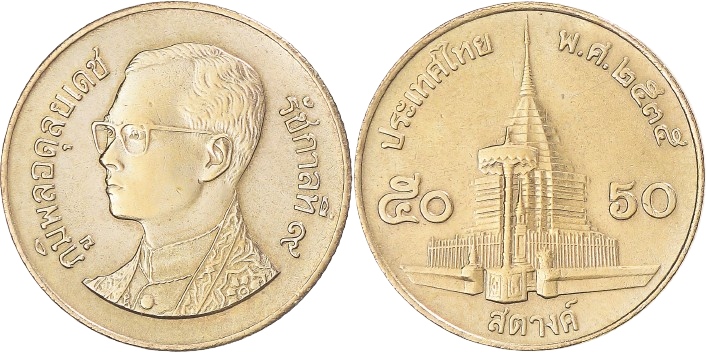 ภูมิพลอดุลยเดช
รัชกาลที่ ๙
ประเทศไทย
พ.ศ.๒๕๓๕
๕๐
50
สตางค์